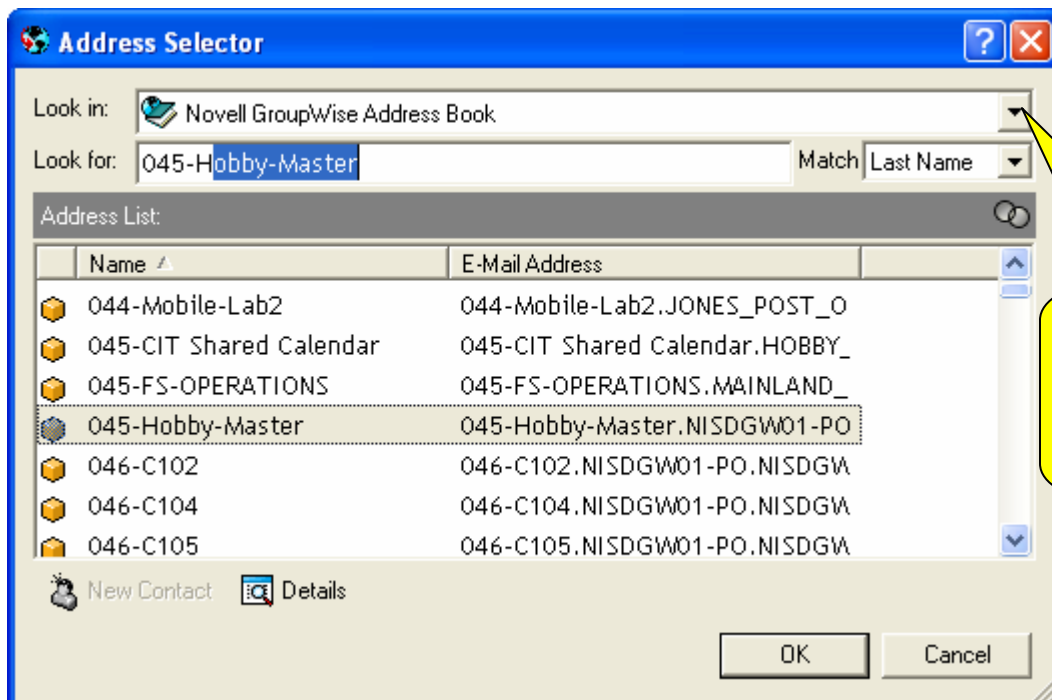 Address Selector
Look in: Novell GroupWise Address Book
Look for: 045-Hobby-Master Match Last Name
Address List:
Name E-Mail Address
044-Mobile-Lab2 044-Mobile-Lab2.JONES_POST_O
045-CIT Shared Calendar 045-CIT Shared Calendar.HOBBY_
045-FS-OPERATIONS 045-FS-OPERATIONS.MAINLAND_
045-Hobby-Master 045-Hobby-Master.NISDGW01-PO
046-C102 046-C102.NISDGW01-PO.NISDGW
046-C104 046-C104.NISDGW01-PO.NISDGW
046-C105 046-C105.NISDGW01-PO.NISDGW
New Contact Details
OK Cancel